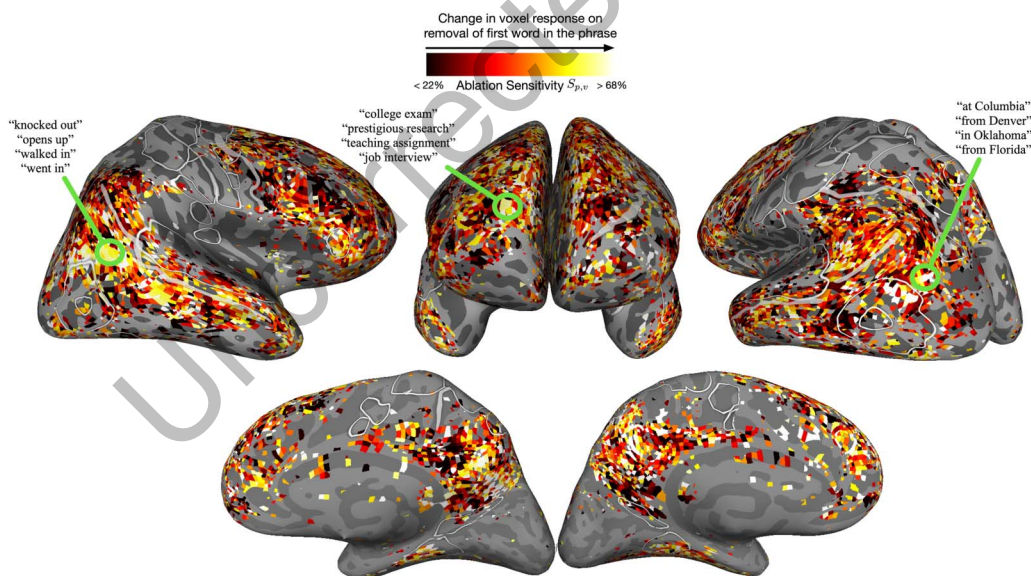 Change in voxel response on
removal of first word in the phrase
< 22% Ablation Sensitivity Sₚ,ᵥ > 68%
“knocked out”
“opens up”
“walked in”
“went in”
“college exam”
“prestigious research”
“teaching assignment”
“job interview”
“at Columbia”
“from Denver”
“in Oklahoma”
“from Florida”